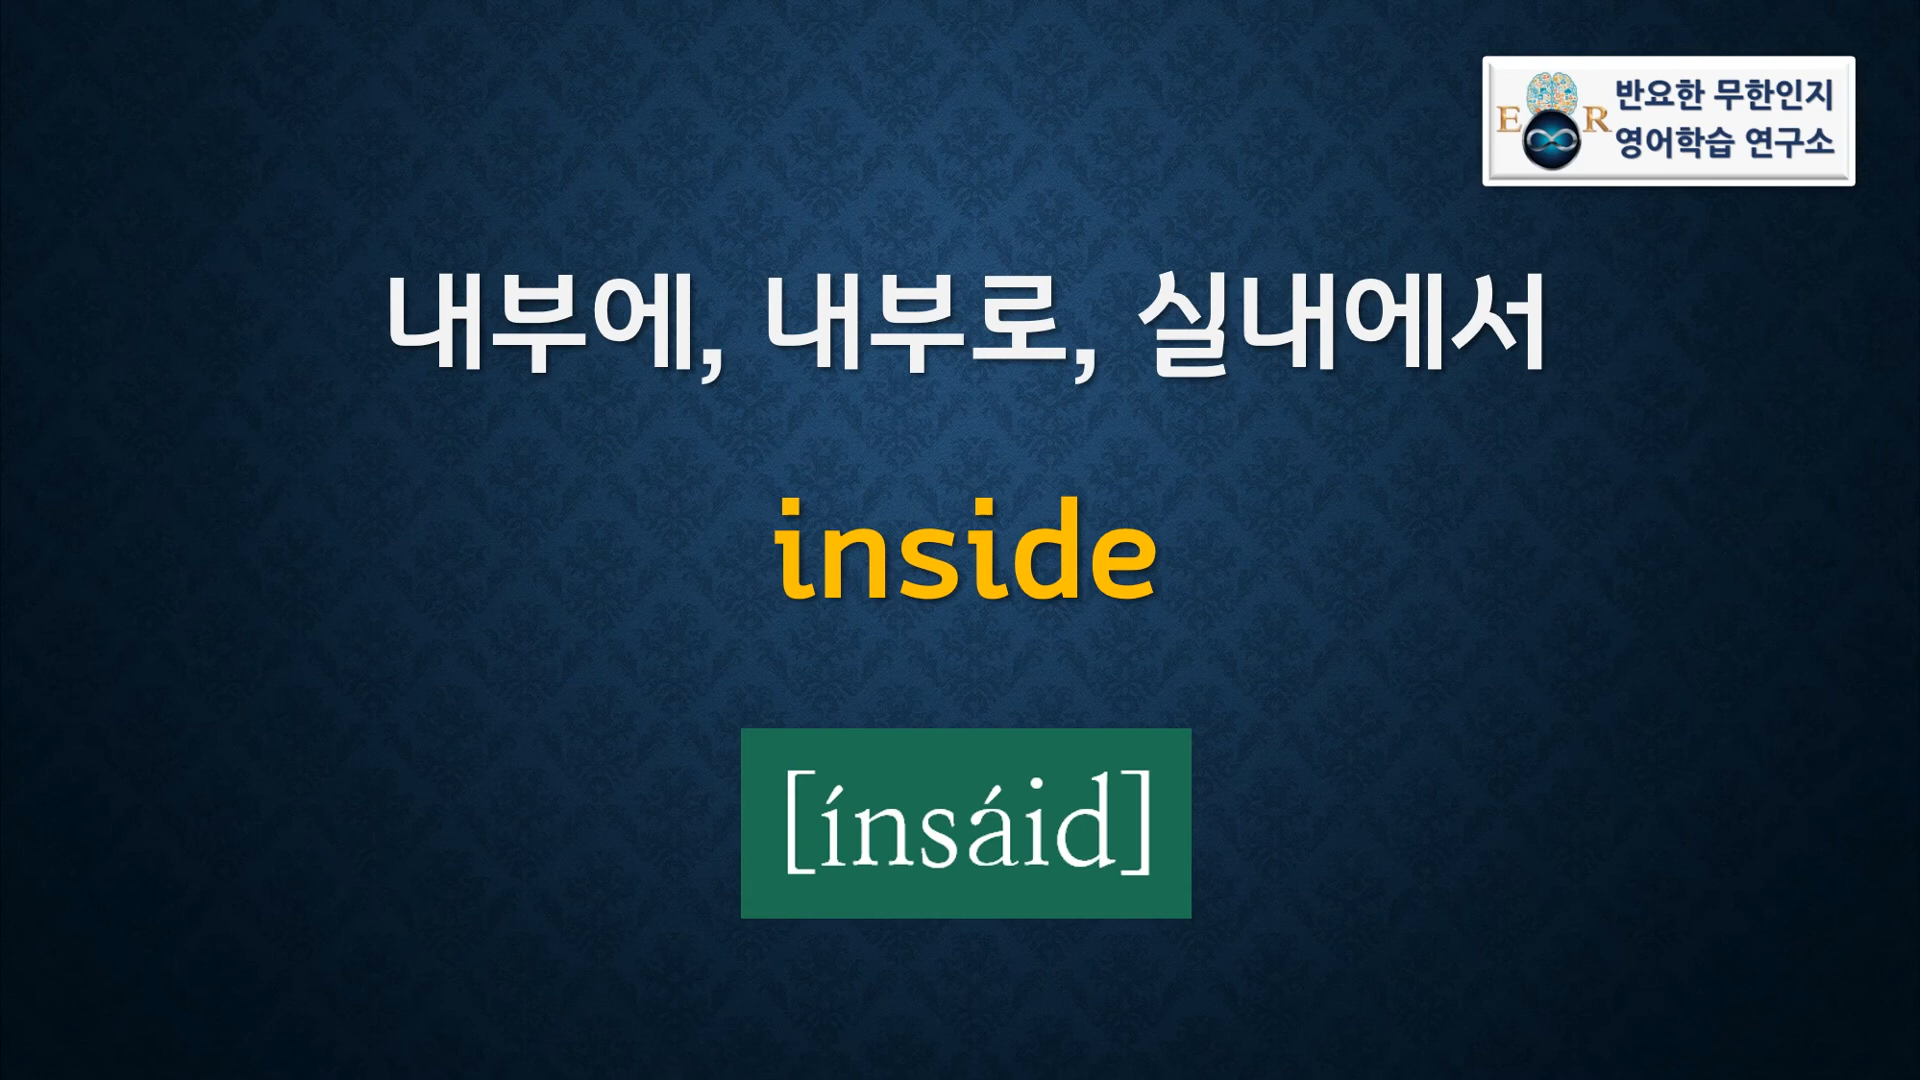 E R
반요한 무한인지
영어학습 연구소
내부에, 내부로, 실내에서
inside
[ínsáid]